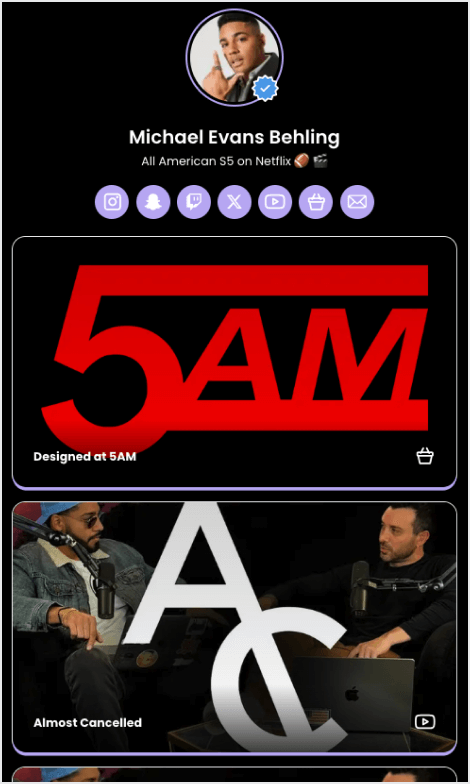 Michael Evans Behling
All American S5 on Netflix 🏈 🎬
5AM
Designed at 5AM
AC
Almost Cancelled